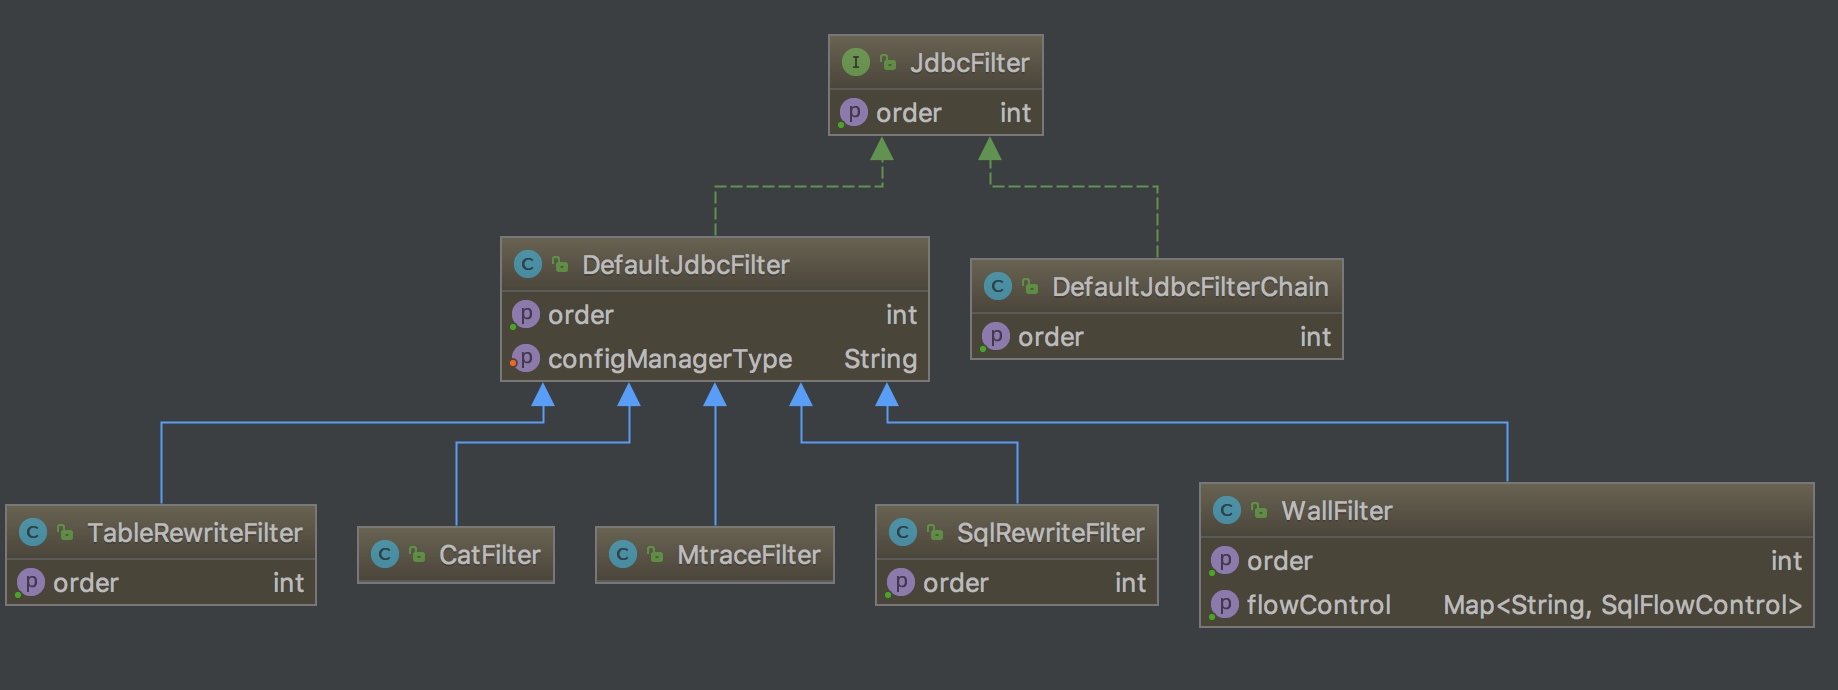 I JdbcFilter
p order int
C DefaultJdbcFilter
p order int
p configManagerType String
C DefaultJdbcFilterChain
p order int
C TableRewriteFilter
p order int
C CatFilter
C MtraceFilter
C SqlRewriteFilter
p order int
C WallFilter
p order int
p flowControl Map<String, SqlFlowControl>